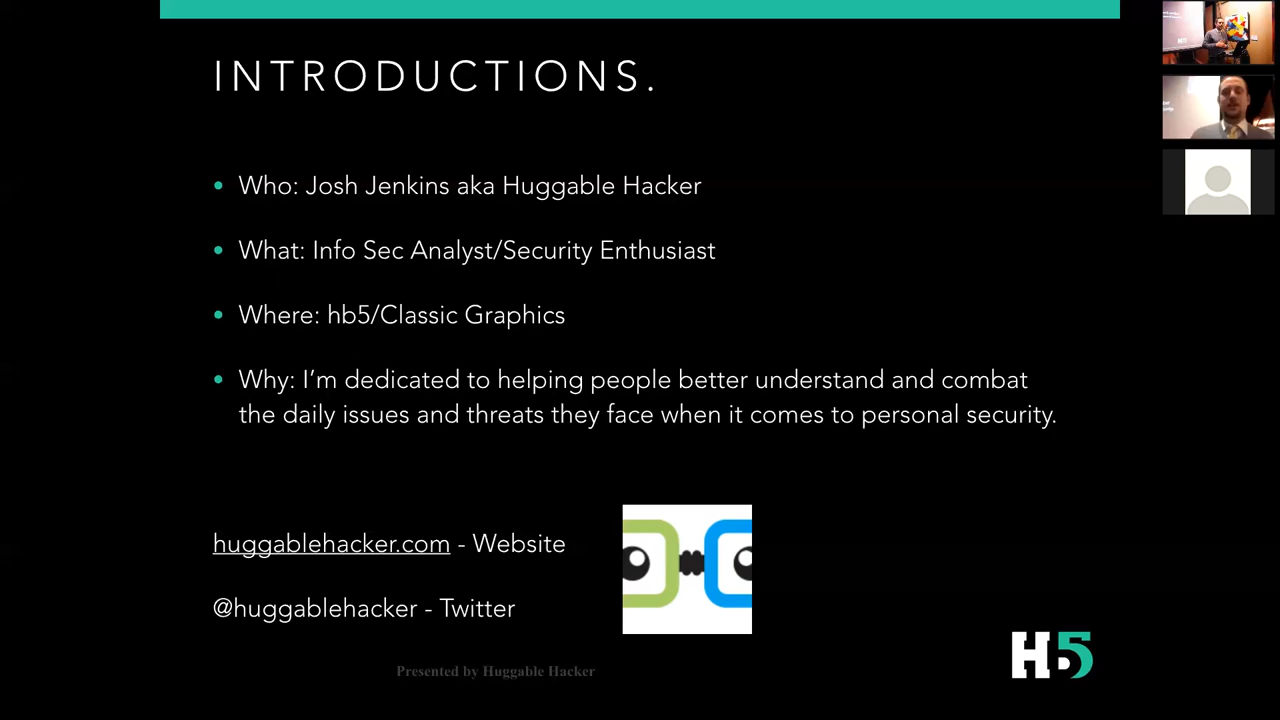 INTRODUCTIONS.
• Who: Josh Jenkins aka Huggable Hacker
• What: Info Sec Analyst/Security Enthusiast
• Where: hb5/Classic Graphics
• Why: I’m dedicated to helping people better understand and combat
the daily issues and threats they face when it comes to personal security.
huggablehacker.com - Website
@huggablehacker - Twitter
Presented by Huggable Hacker
H5